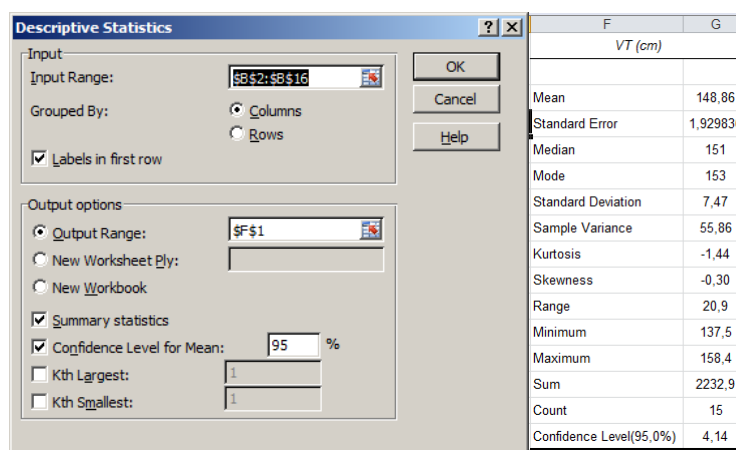 Descriptive Statistics
Input
Input Range: $B$2:$B$16
Grouped By: Columns
Rows
Labels in first row
OK
Cancel
Help
Output options
Output Range: $F$1
New Worksheet Ply:
New Workbook
Summary statistics
Confidence Level for Mean: 95 %
Kth Largest: 1
Kth Smallest: 1
F G
VT (cm)
Mean 148,86
Standard Error
Median 151
Mode 153
Standard Deviation 7,47
Sample Variance 55,86
Kurtosis -1,44
Skewness -0,30
Range 20,9
Minimum 137,5
Maximum 158,4
Sum 2232,9
Count 15
Confidence Level(95,0%) 4,14